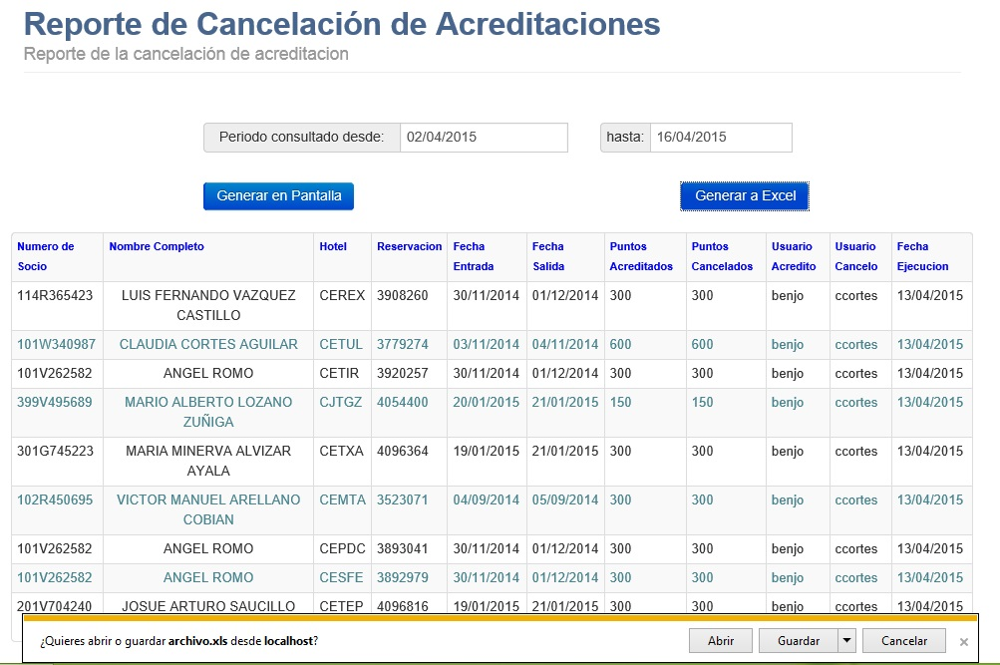 Reporte de Cancelación de Acreditaciones
Reporte de la cancelación de acreditacion
Periodo consultado desde: 02/04/2015 hasta: 16/04/2015
Generar en Pantalla Generar a Excel
Numero de Nombre Completo Hotel Reservacion Fecha Fecha Puntos Puntos Usuario Usuario Fecha
Socio Entrada Salida Acreditados Cancelados Acredito Cancelo Ejecucion
114R365423 LUIS FERNANDO VAZQUEZ CEREX 3908260 30/11/2014 01/12/2014 300 300 benjo ccortes 13/04/2015
CASTILLO
101W340987 CLAUDIA CORTES AGUILAR CETUL 3779274 03/11/2014 04/11/2014 600 600 benjo ccortes 13/04/2015
101V262582 ANGEL ROMO CETIR 3920257 30/11/2014 01/12/2014 300 300 benjo ccortes 13/04/2015
399V495689 MARIO ALBERTO LOZANO CJTGZ 4054400 20/01/2015 21/01/2015 150 150 benjo ccortes 13/04/2015
ZUÑIGA
301G745223 MARIA MINERVA ALVIZAR CETXA 4096364 19/01/2015 21/01/2015 300 300 benjo ccortes 13/04/2015
AYALA
102R450695 VICTOR MANUEL ARELLANO CEMTA 3523071 04/09/2014 05/09/2014 300 300 benjo ccortes 13/04/2015
COBIAN
101V262582 ANGEL ROMO CEPDC 3893041 30/11/2014 01/12/2014 300 300 benjo ccortes 13/04/2015
101V262582 ANGEL ROMO CESFE 3892979 30/11/2014 01/12/2014 300 300 benjo ccortes 13/04/2015
201V704240 JOSUE ARTURO SAUCILLO CETEP 4096816 19/01/2015 21/01/2015 300 300 benjo ccortes 13/04/2015
¿Quieres abrir o guardar archivo.xls desde localhost? Abrir Guardar Cancelar